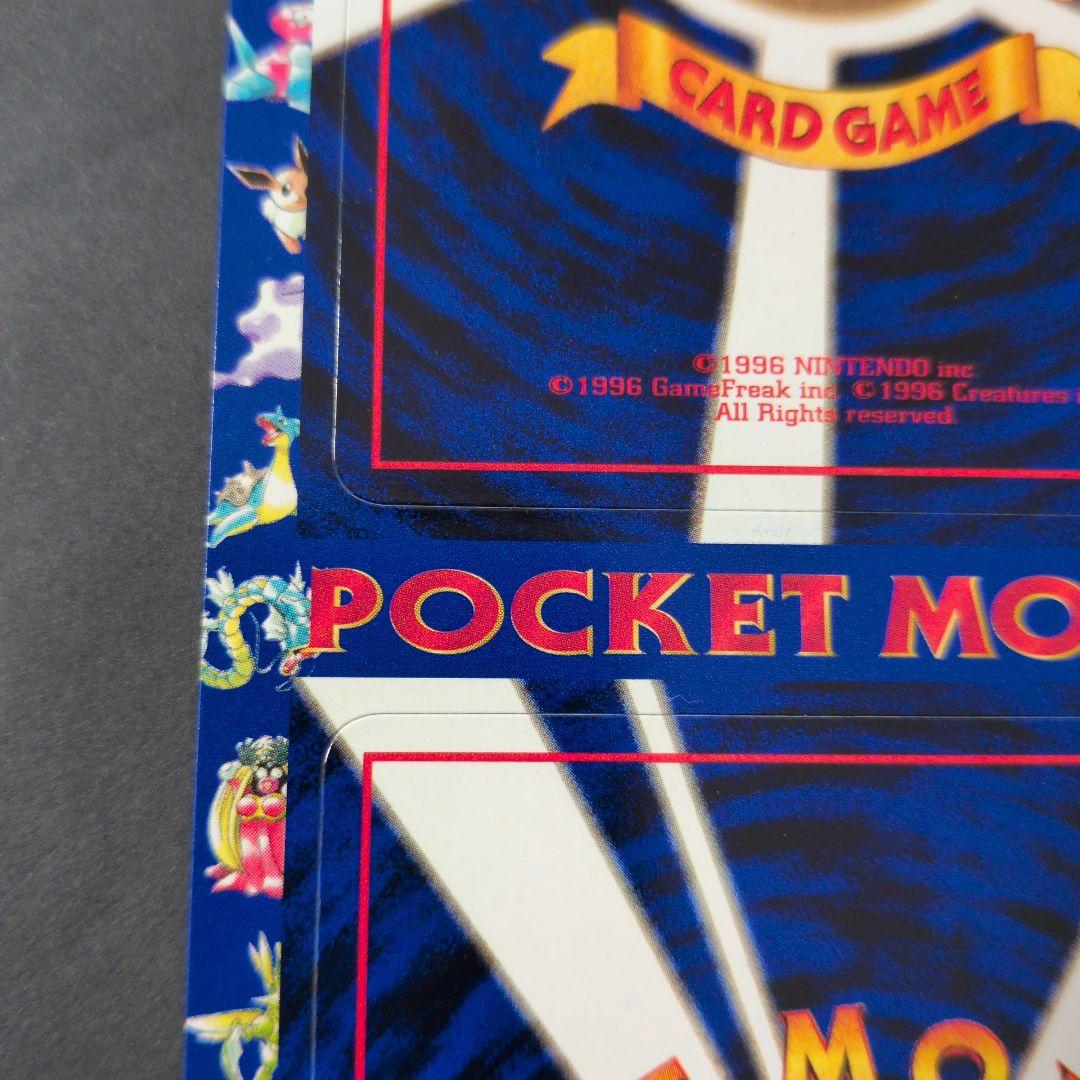 CARD GAME
©1996 NINTENDO inc
©1996 GameFreak inc. ©1996 Creatures
All Rights reserved.
POCKET MO
MO